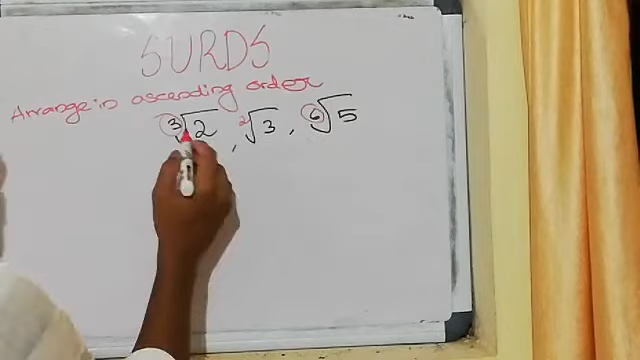 SURDS
Arrange in ascending order
∛2, ²√3, ⁶√5